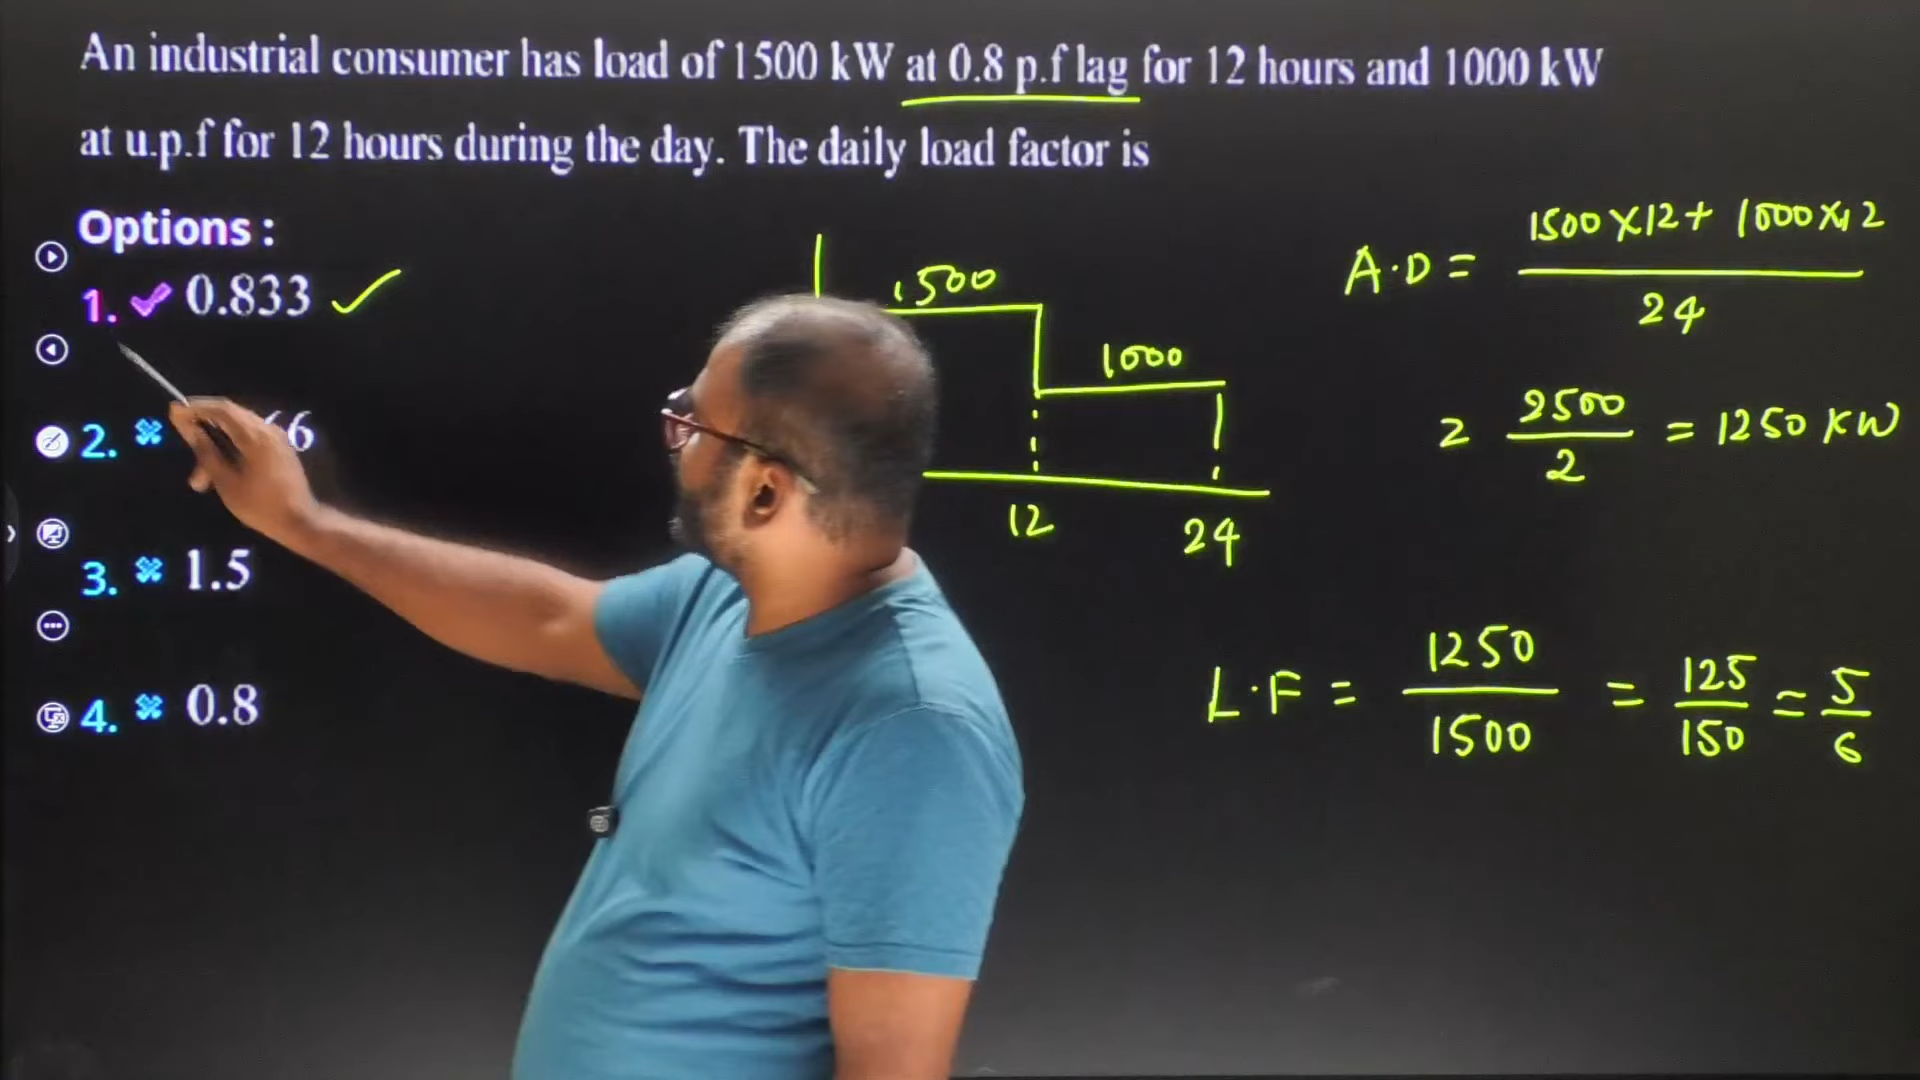 An industrial consumer has load of 1500 kW at 0.8 p.f lag for 12 hours and 1000 kW
at u.p.f for 12 hours during the day. The daily load factor is
Options :
1. 0.833
2. 66
3. 1.5
4. 0.8
1500
1000
12 24
A.D = 1500 × 12 + 1000 × 12
24
= 2500
2
= 1250 KW
L.F = 1250
1500
= 125
150
= 5
6